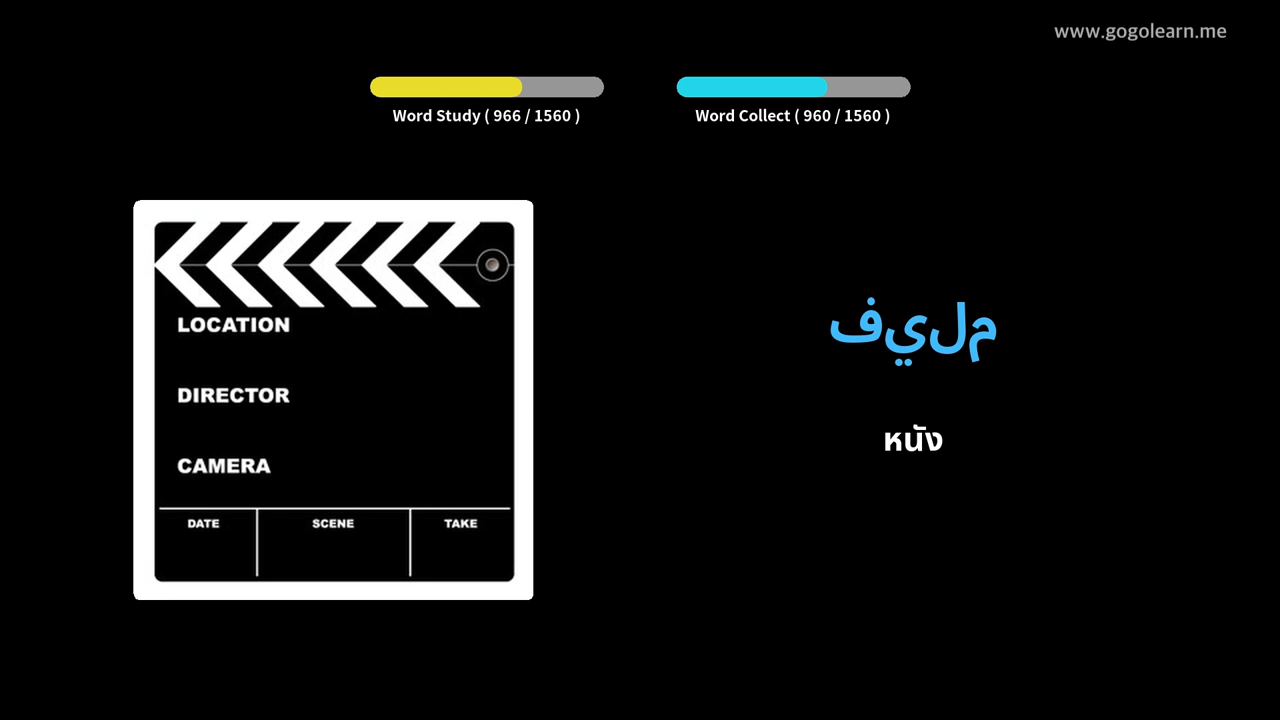 www.gogolearn.me
Word Study ( 966 / 1560 )
Word Collect ( 960 / 1560 )
LOCATION
DIRECTOR
CAMERA
DATE SCENE TAKE
فيلم
หนัง